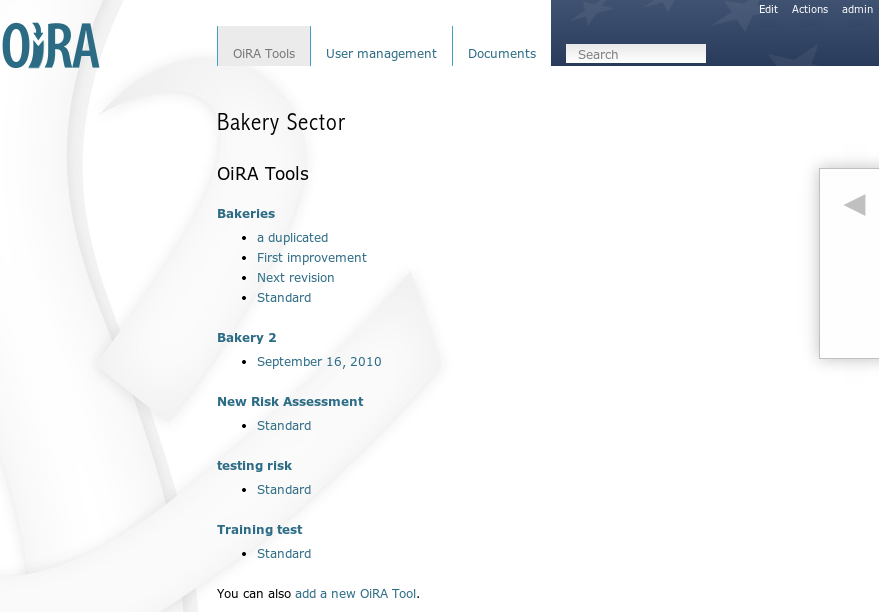 Edit Actions admin
OiRA
OiRA Tools User management Documents
Search
Bakery Sector
OiRA Tools
Bakeries
a duplicated
First improvement
Next revision
Standard
Bakery 2
September 16, 2010
New Risk Assessment
Standard
testing risk
Standard
Training test
Standard
You can also add a new OiRA Tool.